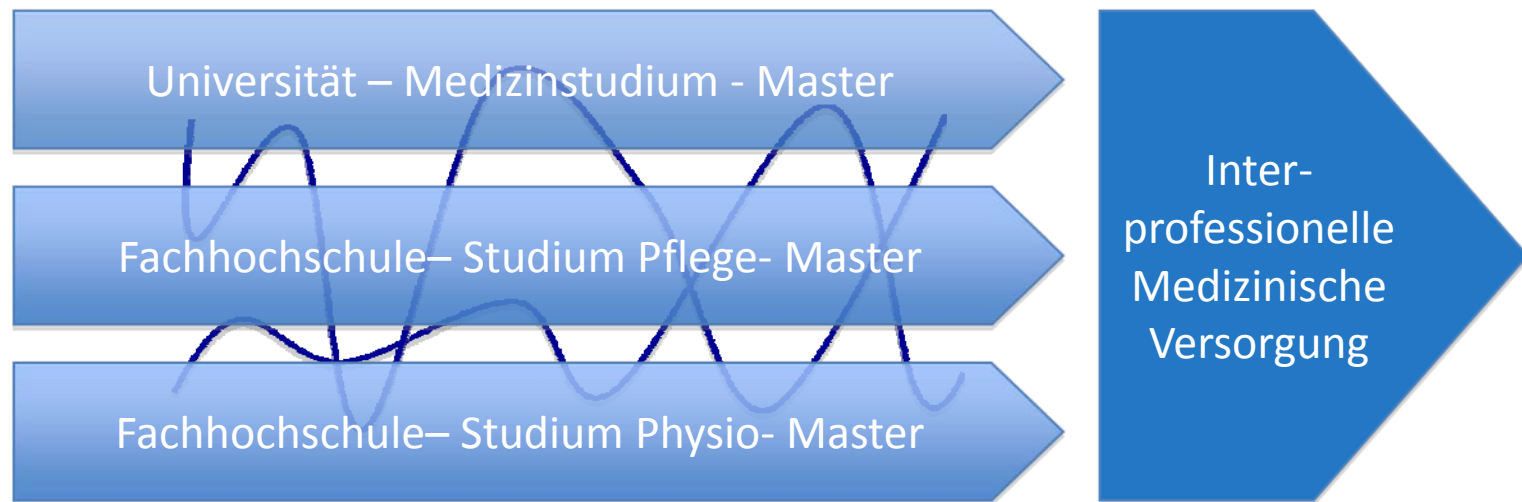 Universität – Medizinstudium - Master
Fachhochschule– Studium Pflege- Master
Fachhochschule– Studium Physio- Master
Inter-
professionelle
Medizinische
Versorgung